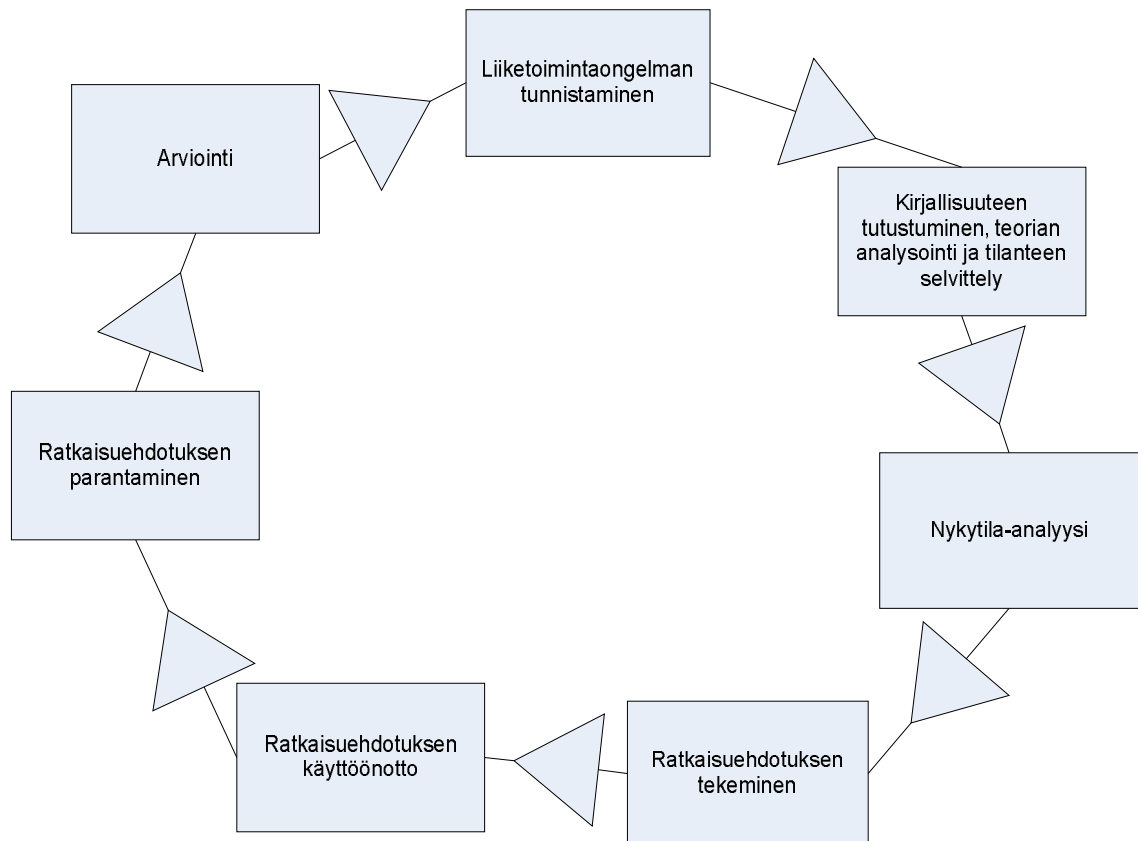 Liiketoimintaongelman
tunnistaminen
Kirjallisuuteen
tutustuminen, teorian
analysointi ja tilanteen
selvittely
Nykytila-analyysi
Ratkaisuehdotuksen
tekeminen
Ratkaisuehdotuksen
käyttöönotto
Ratkaisuehdotuksen
parantaminen
Arviointi